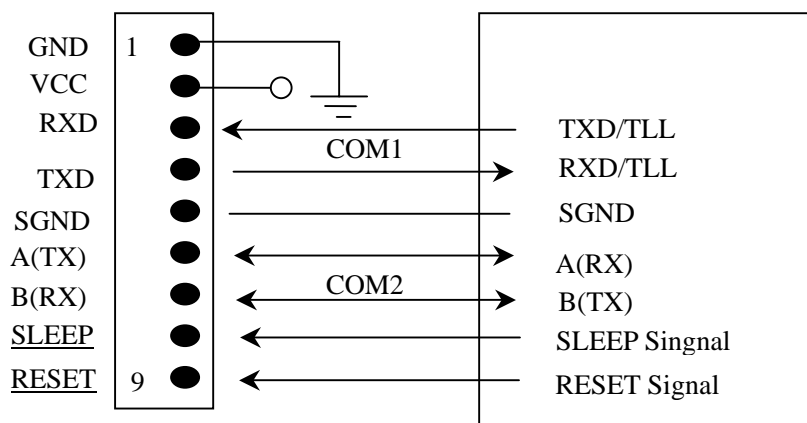 GND 1
VCC
RXD TXD/TLL
COM1
TXD RXD/TLL
SGND SGND
A(TX) A(RX)
B(RX) COM2 B(TX)
SLEEP SLEEP Singnal
RESET 9 RESET Signal